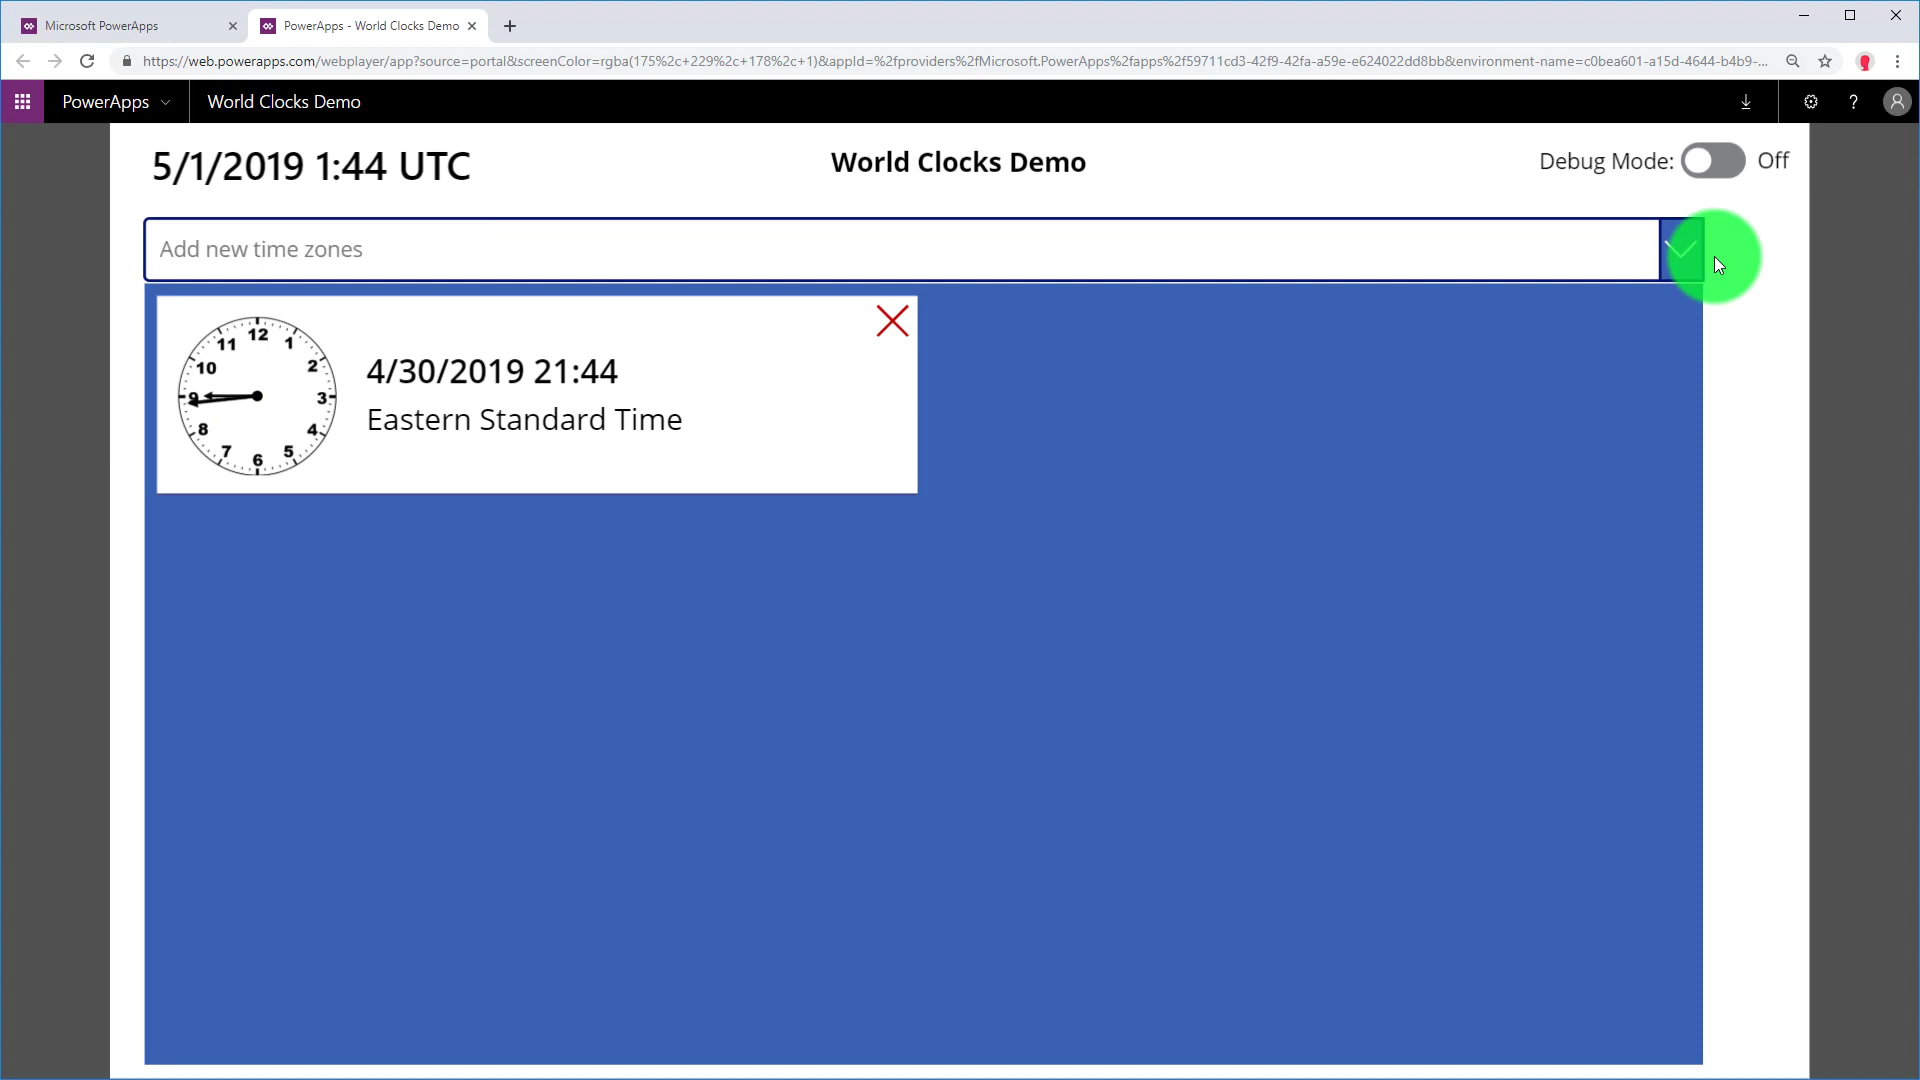 Microsoft PowerApps
PowerApps - World Clocks Demo
https://web.powerapps.com/webplayer/app?source=portal&screenColor=rgba(175%2c+229%2c+178%2c+1)&appId=%2fproviders%2fMicrosoft.PowerApps%2fapps%2f59711cd3-42f9-42fa-a59e-e624022dd8bb&environment-name=c0bea601-a15d-4644-b4b9-...
PowerApps
World Clocks Demo
?
5/1/2019 1:44 UTC
World Clocks Demo
Debug Mode:
Off
Add new time zones
12
1
2
3
4
5
6
7
8
9
10
11
4/30/2019 21:44
Eastern Standard Time